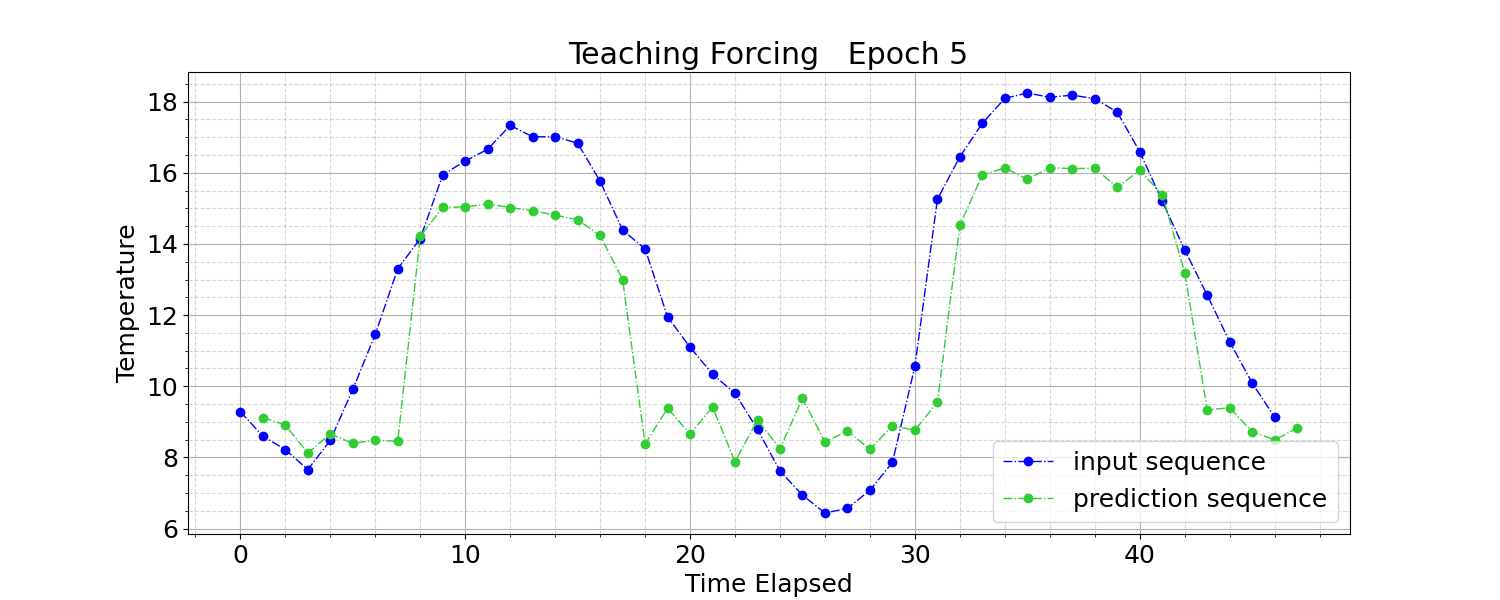 Teaching Forcing   Epoch 5
18
16
14
12
10
8
6
Temperature
input sequence
prediction sequence
0 10 20 30 40
Time Elapsed